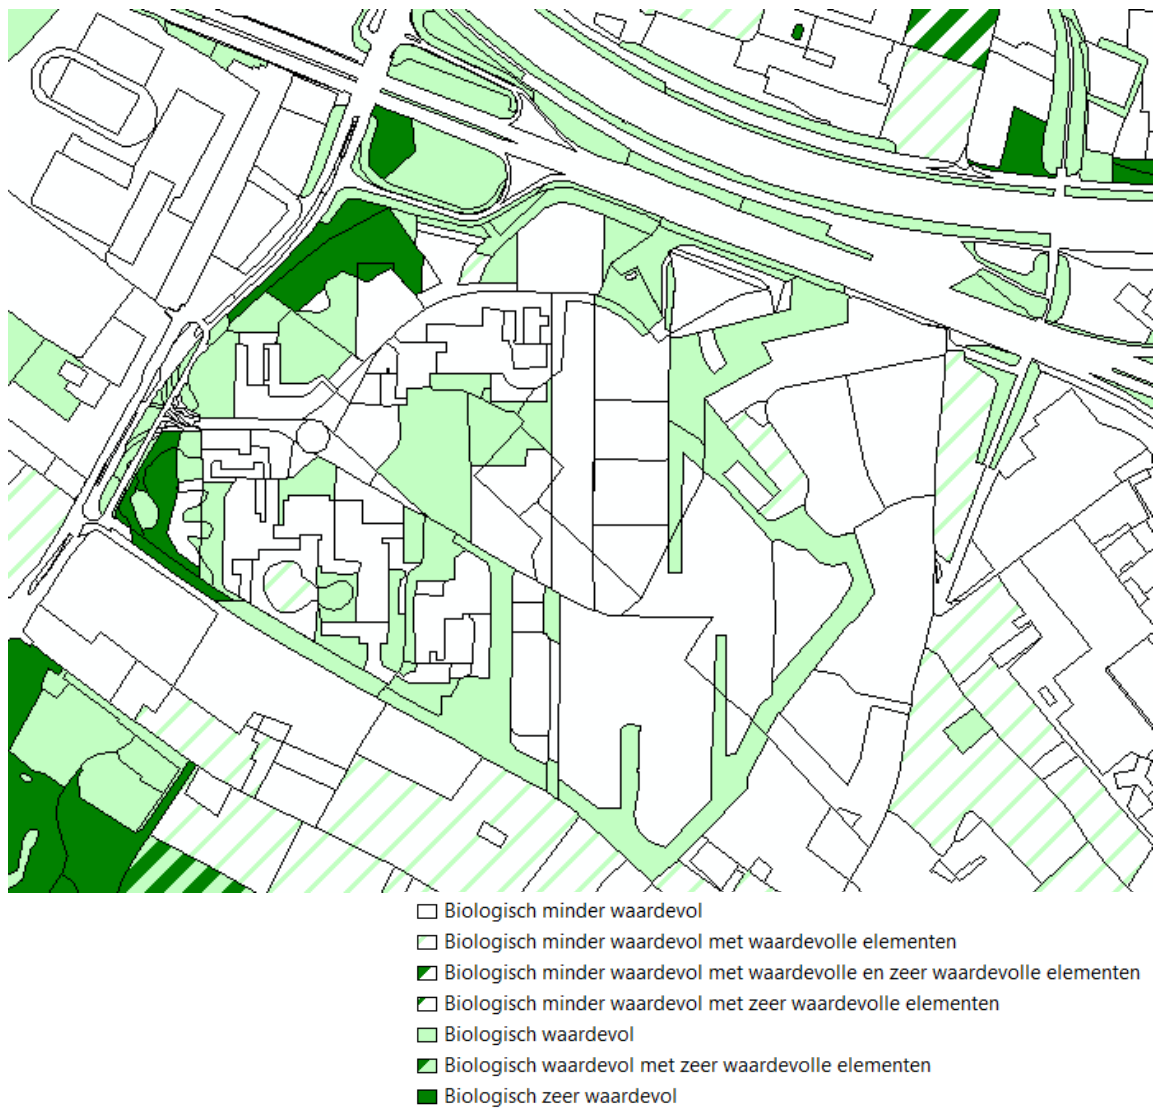 Biologisch minder waardevol
Biologisch minder waardevol met waardevolle elementen
Biologisch minder waardevol met waardevolle en zeer waardevolle elementen
Biologisch minder waardevol met zeer waardevolle elementen
Biologisch waardevol
Biologisch waardevol met zeer waardevolle elementen
Biologisch zeer waardevol